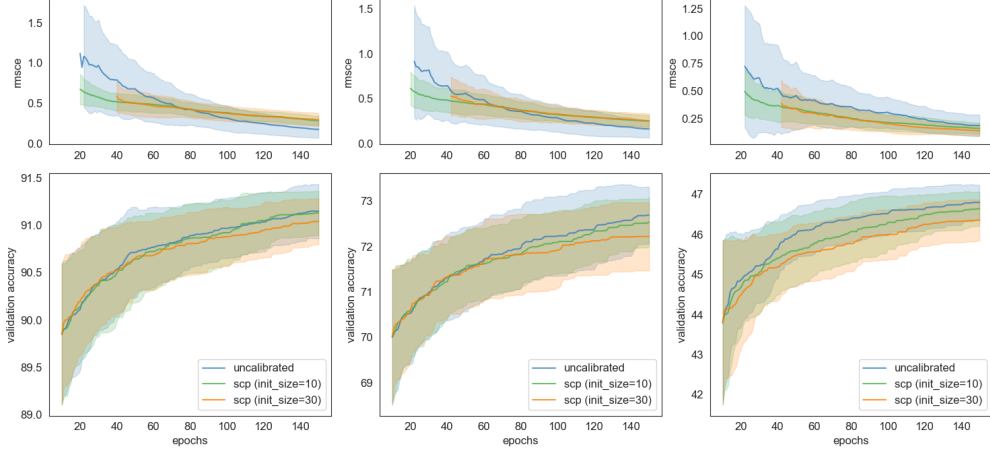 1.5
1.0
0.5
0.0
rmsce
20 40 60 80 100 120 140
1.5
1.0
0.5
0.0
rmsce
20 40 60 80 100 120 140
1.25
1.00
0.75
0.50
0.25
rmsce
20 40 60 80 100 120 140
91.5
91.0
90.5
90.0
89.5
89.0
validation accuracy
uncalibrated
scp (init_size=10)
scp (init_size=30)
20 40 60 80 100 120 140
epochs
73
72
71
70
69
validation accuracy
uncalibrated
scp (init_size=10)
scp (init_size=30)
20 40 60 80 100 120 140
epochs
47
46
45
44
43
42
validation accuracy
uncalibrated
scp (init_size=10)
scp (init_size=30)
20 40 60 80 100 120 140
epochs